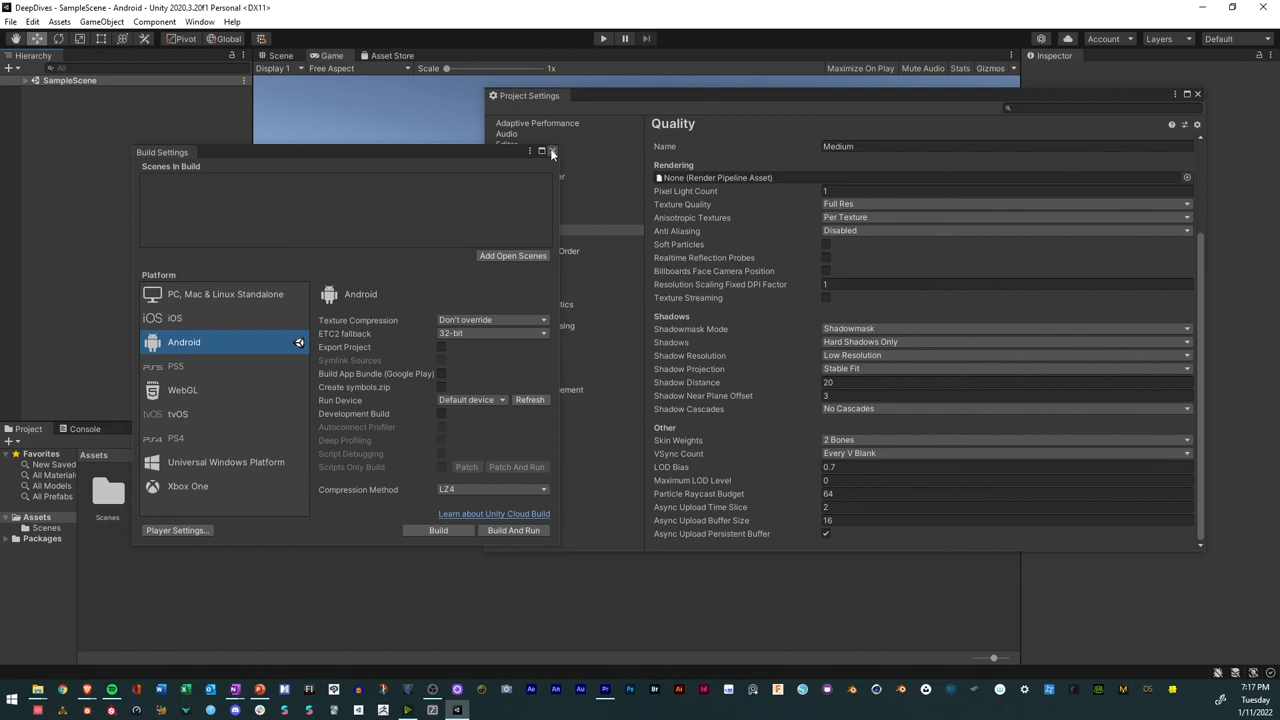 DeepDives - SampleScene - Android - Unity 2020.3.20f1 Personal <DX11>
File Edit Assets GameObject Component Window Help
Pivot Global Account Layers Default
Hierarchy Scene Game Asset Store Inspector
All Display 1 Free Aspect Scale 1x Maximize On Play Mute Audio Stats Gizmos
SampleScene
Project Settings
Adaptive Performance
Audio
Quality
Name Medium
Rendering
None (Render Pipeline Asset)
Pixel Light Count 1
Texture Quality Full Res
Anisotropic Textures Per Texture
Anti Aliasing Disabled
Soft Particles
Realtime Reflection Probes
Billboards Face Camera Position
Resolution Scaling Fixed DPI Factor 1
Texture Streaming
Shadows
Shadowmask Mode Shadowmask
Shadows Hard Shadows Only
Shadow Resolution Low Resolution
Shadow Projection Stable Fit
Shadow Distance 20
Shadow Near Plane Offset 3
Shadow Cascades No Cascades
Other
Skin Weights 2 Bones
VSync Count Every V Blank
LOD Bias 0.7
Maximum LOD Level 0
Particle Raycast Budget 64
Async Upload Time Slice 2
Async Upload Buffer Size 16
Async Upload Persistent Buffer
Build Settings
Scenes In Build
Add Open Scenes
Platform
PC, Mac & Linux Standalone
iOS iOS
Android
PS5
WebGL
tvOS tvOS
PS4
Universal Windows Platform
Xbox One
Android
Texture Compression Don't override
ETC2 fallback 32-bit
Export Project
Symlink Sources
Build App Bundle (Google Play)
Create symbols.zip
Run Device Default device Refresh
Development Build
Autoconnect Profiler
Deep Profiling
Script Debugging
Scripts Only Build Patch Patch And Run
Compression Method LZ4
Learn about Unity Cloud Build
Player Settings... Build Build And Run
Project Console
Favorites
New Saved
All Material
All Models
All Prefabs
Assets
Scenes
Packages
Assets
Scenes
7:17 PM
Tuesday
1/11/2022